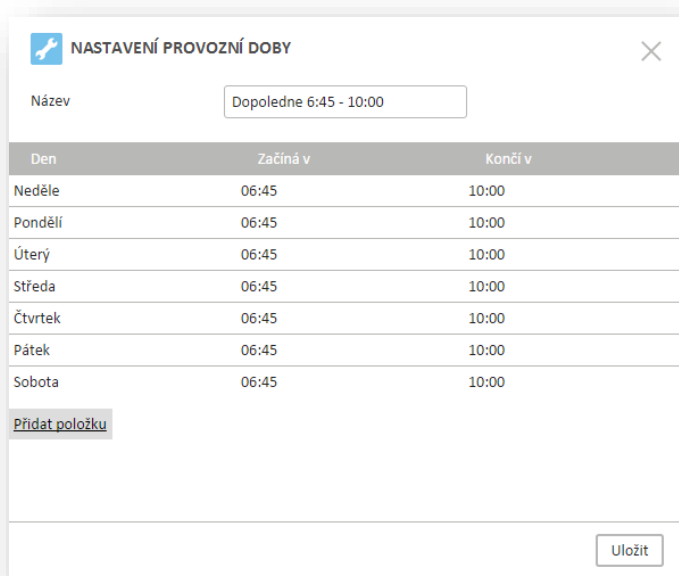 NASTAVENÍ PROVOZNÍ DOBY
Název Dopoledne 6:45 - 10:00
Den Začíná v Končí v
Neděle 06:45 10:00
Pondělí 06:45 10:00
Úterý 06:45 10:00
Středa 06:45 10:00
Čtvrtek 06:45 10:00
Pátek 06:45 10:00
Sobota 06:45 10:00
Přidat položku
Uložit